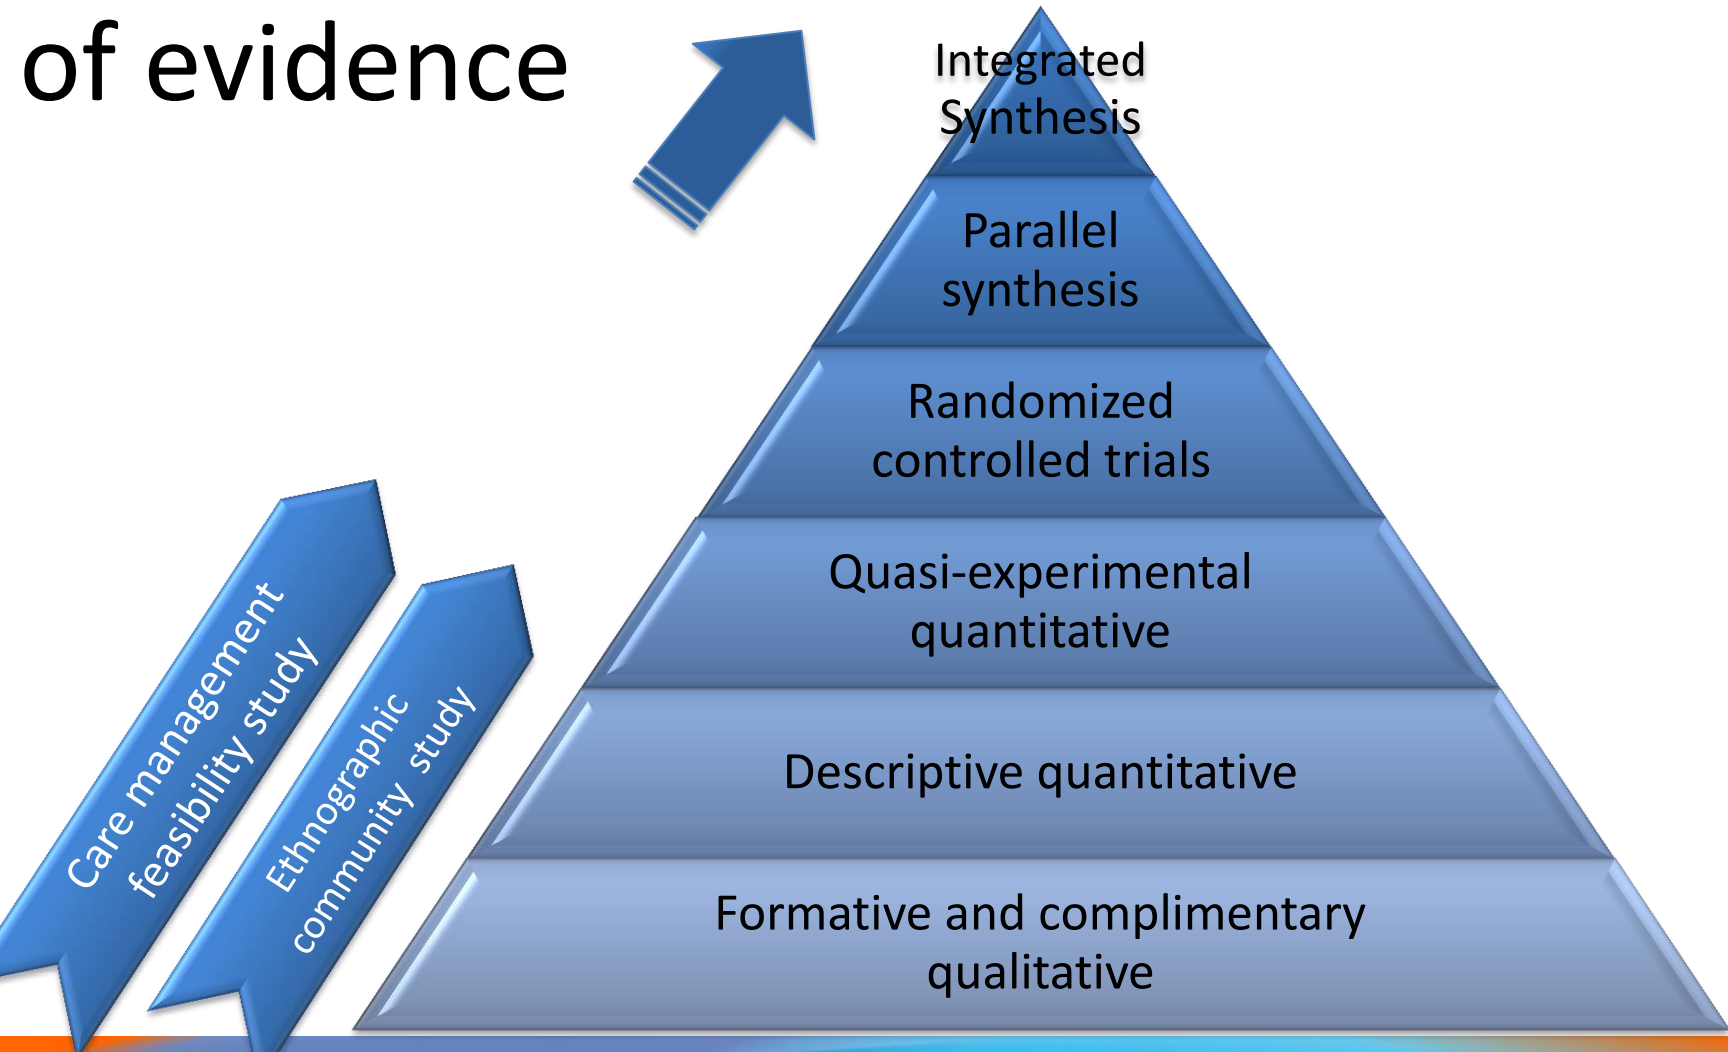 of evidence
Integrated
Synthesis
Parallel
synthesis
Randomized
controlled trials
Quasi-experimental
quantitative
Descriptive quantitative
Formative and complimentary
qualitative
Care management
feasibility study
Ethnographic
community study